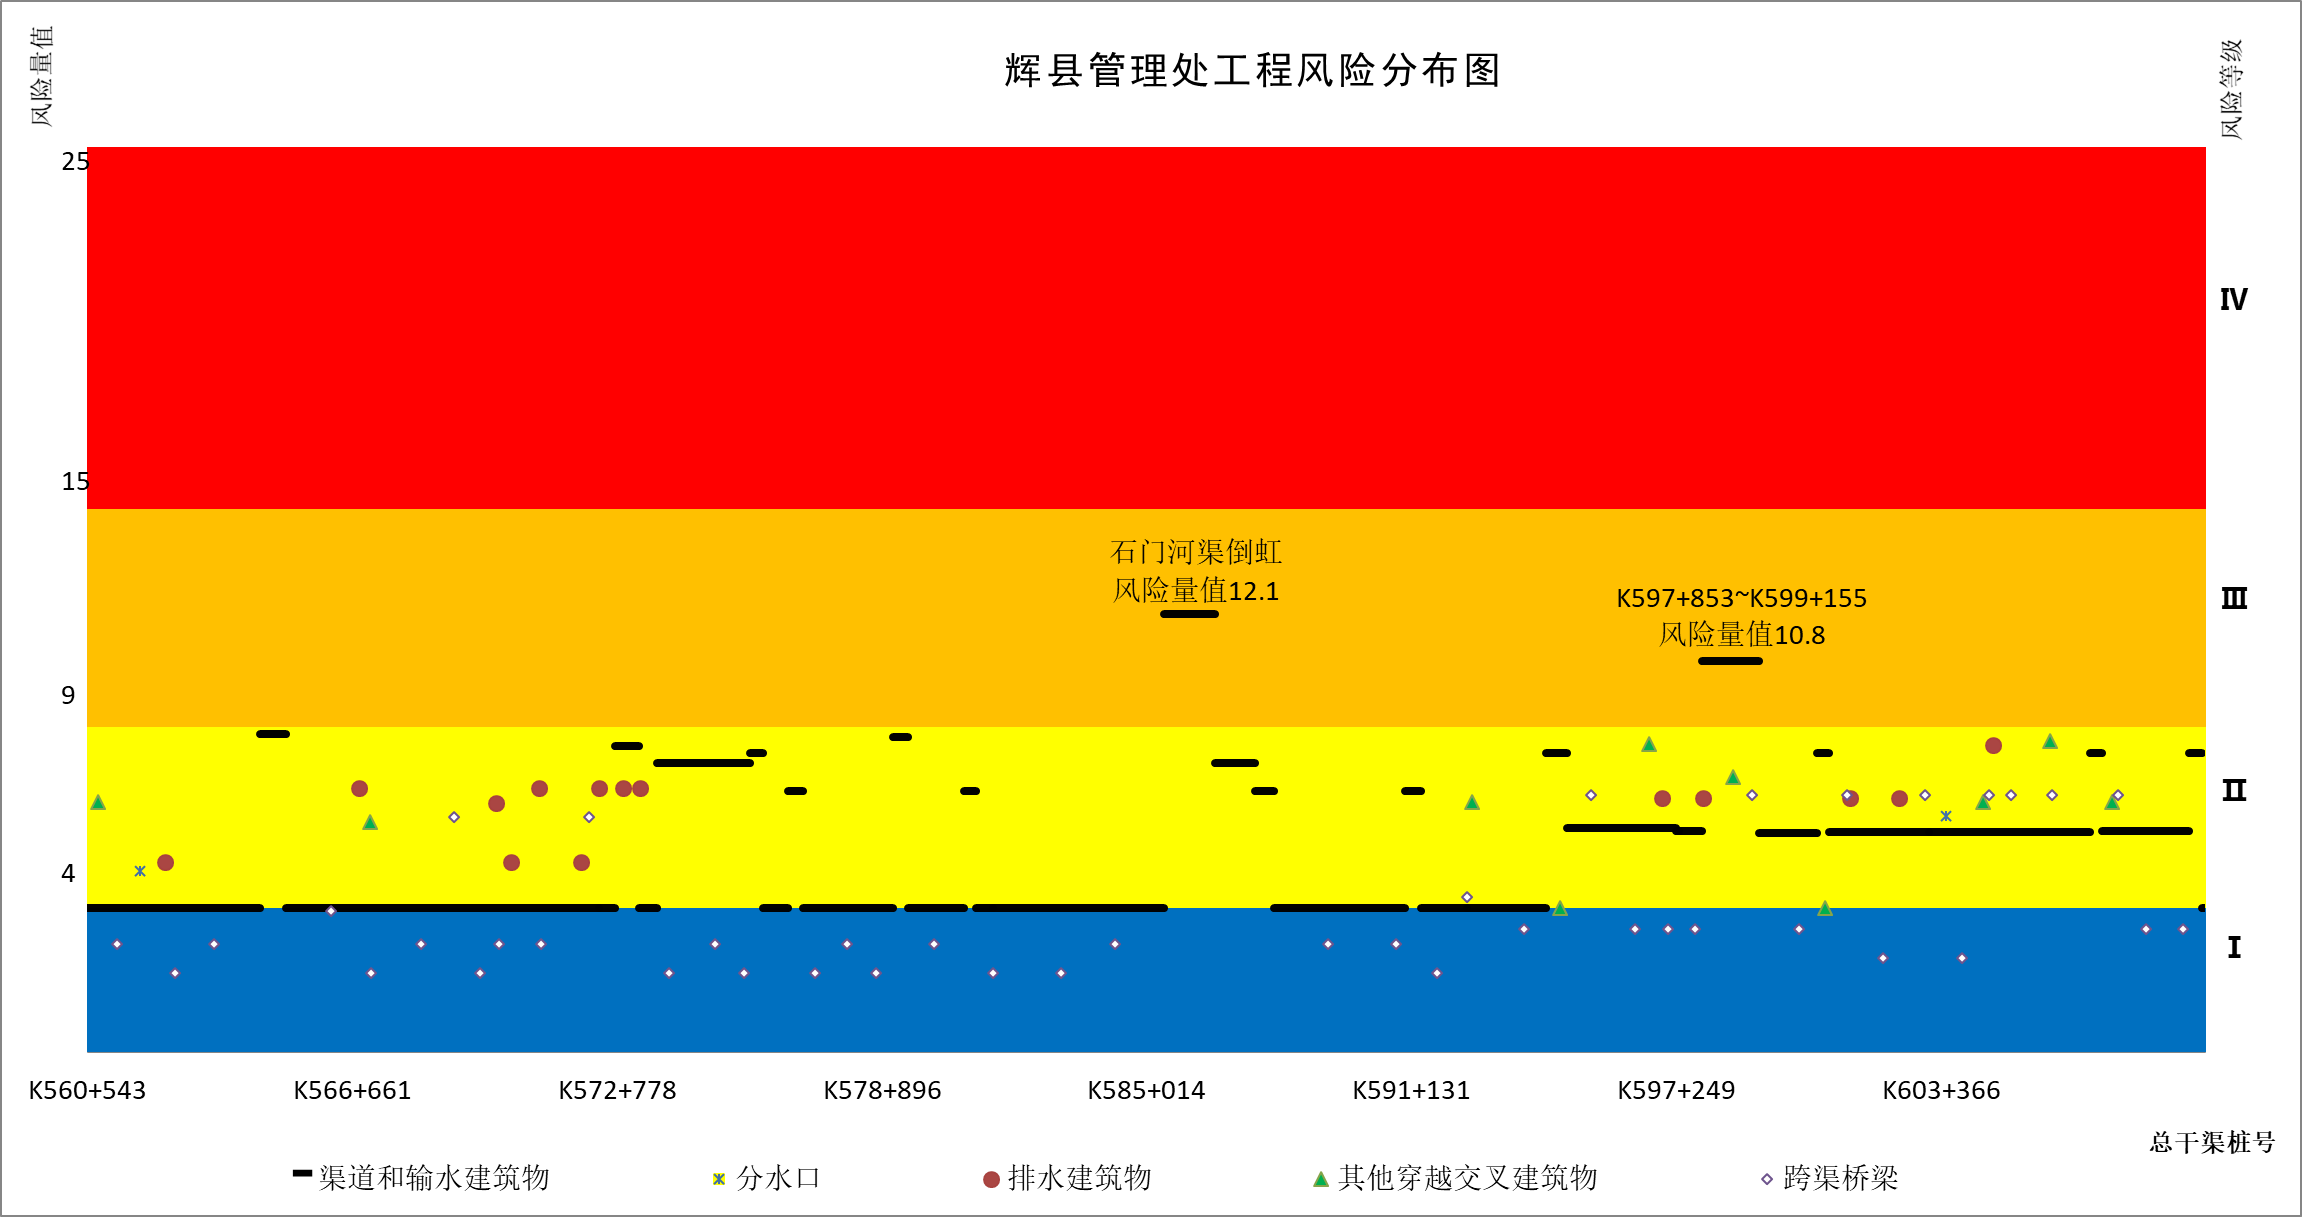 辉县管理处工程风险分布图
风险量值
风险等级
25
15
9
4
IV
III
II
I
石门河渠倒虹
风险量值12.1
K597+853~K599+155
风险量值10.8
K560+543 K566+661 K572+778 K578+896 K585+014 K591+131 K597+249 K603+366
总干渠桩号
渠道和输水建筑物 分水口 排水建筑物 其他穿越交叉建筑物 跨渠桥梁